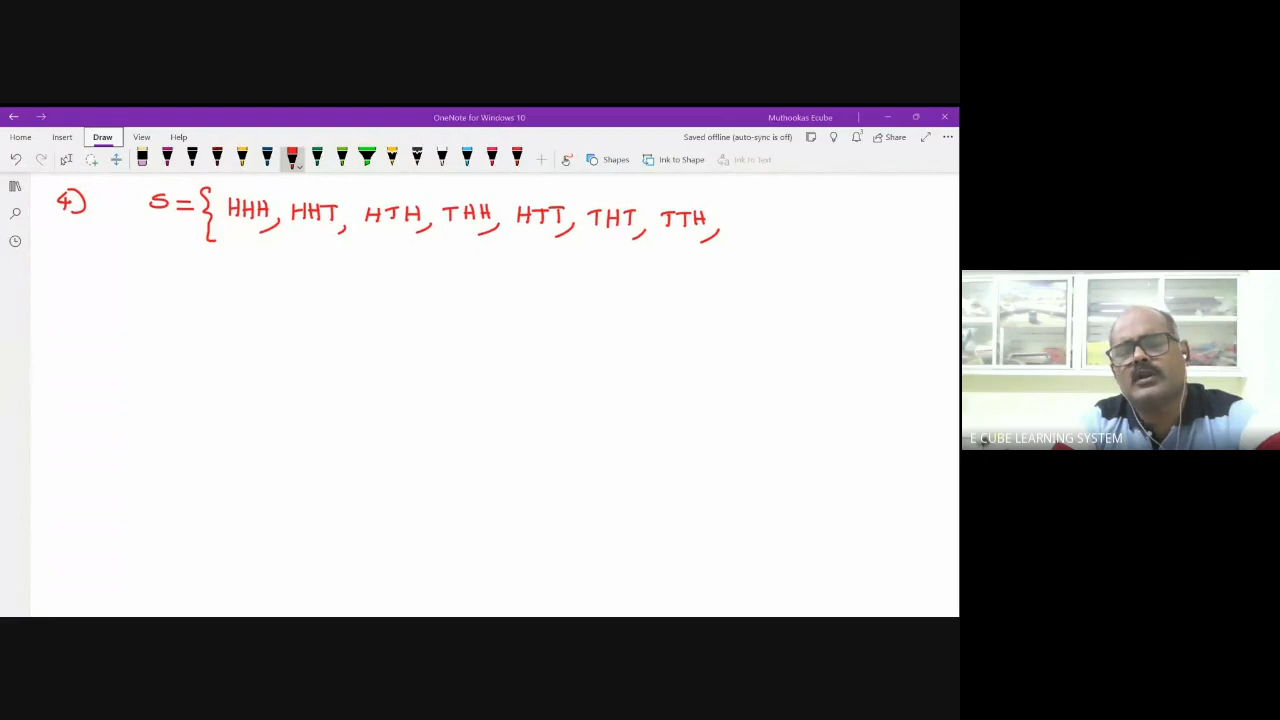 OneNote for Windows 10
Muthookas Ecube
Home Insert Draw View Help
Saved offline (auto-sync is off)
Share
Shapes
Ink to Shape
Ink to Text
4) S = { HHH, HHT, HTH, THH, HTT, THT, TTH,
E CUBE LEARNING SYSTEM